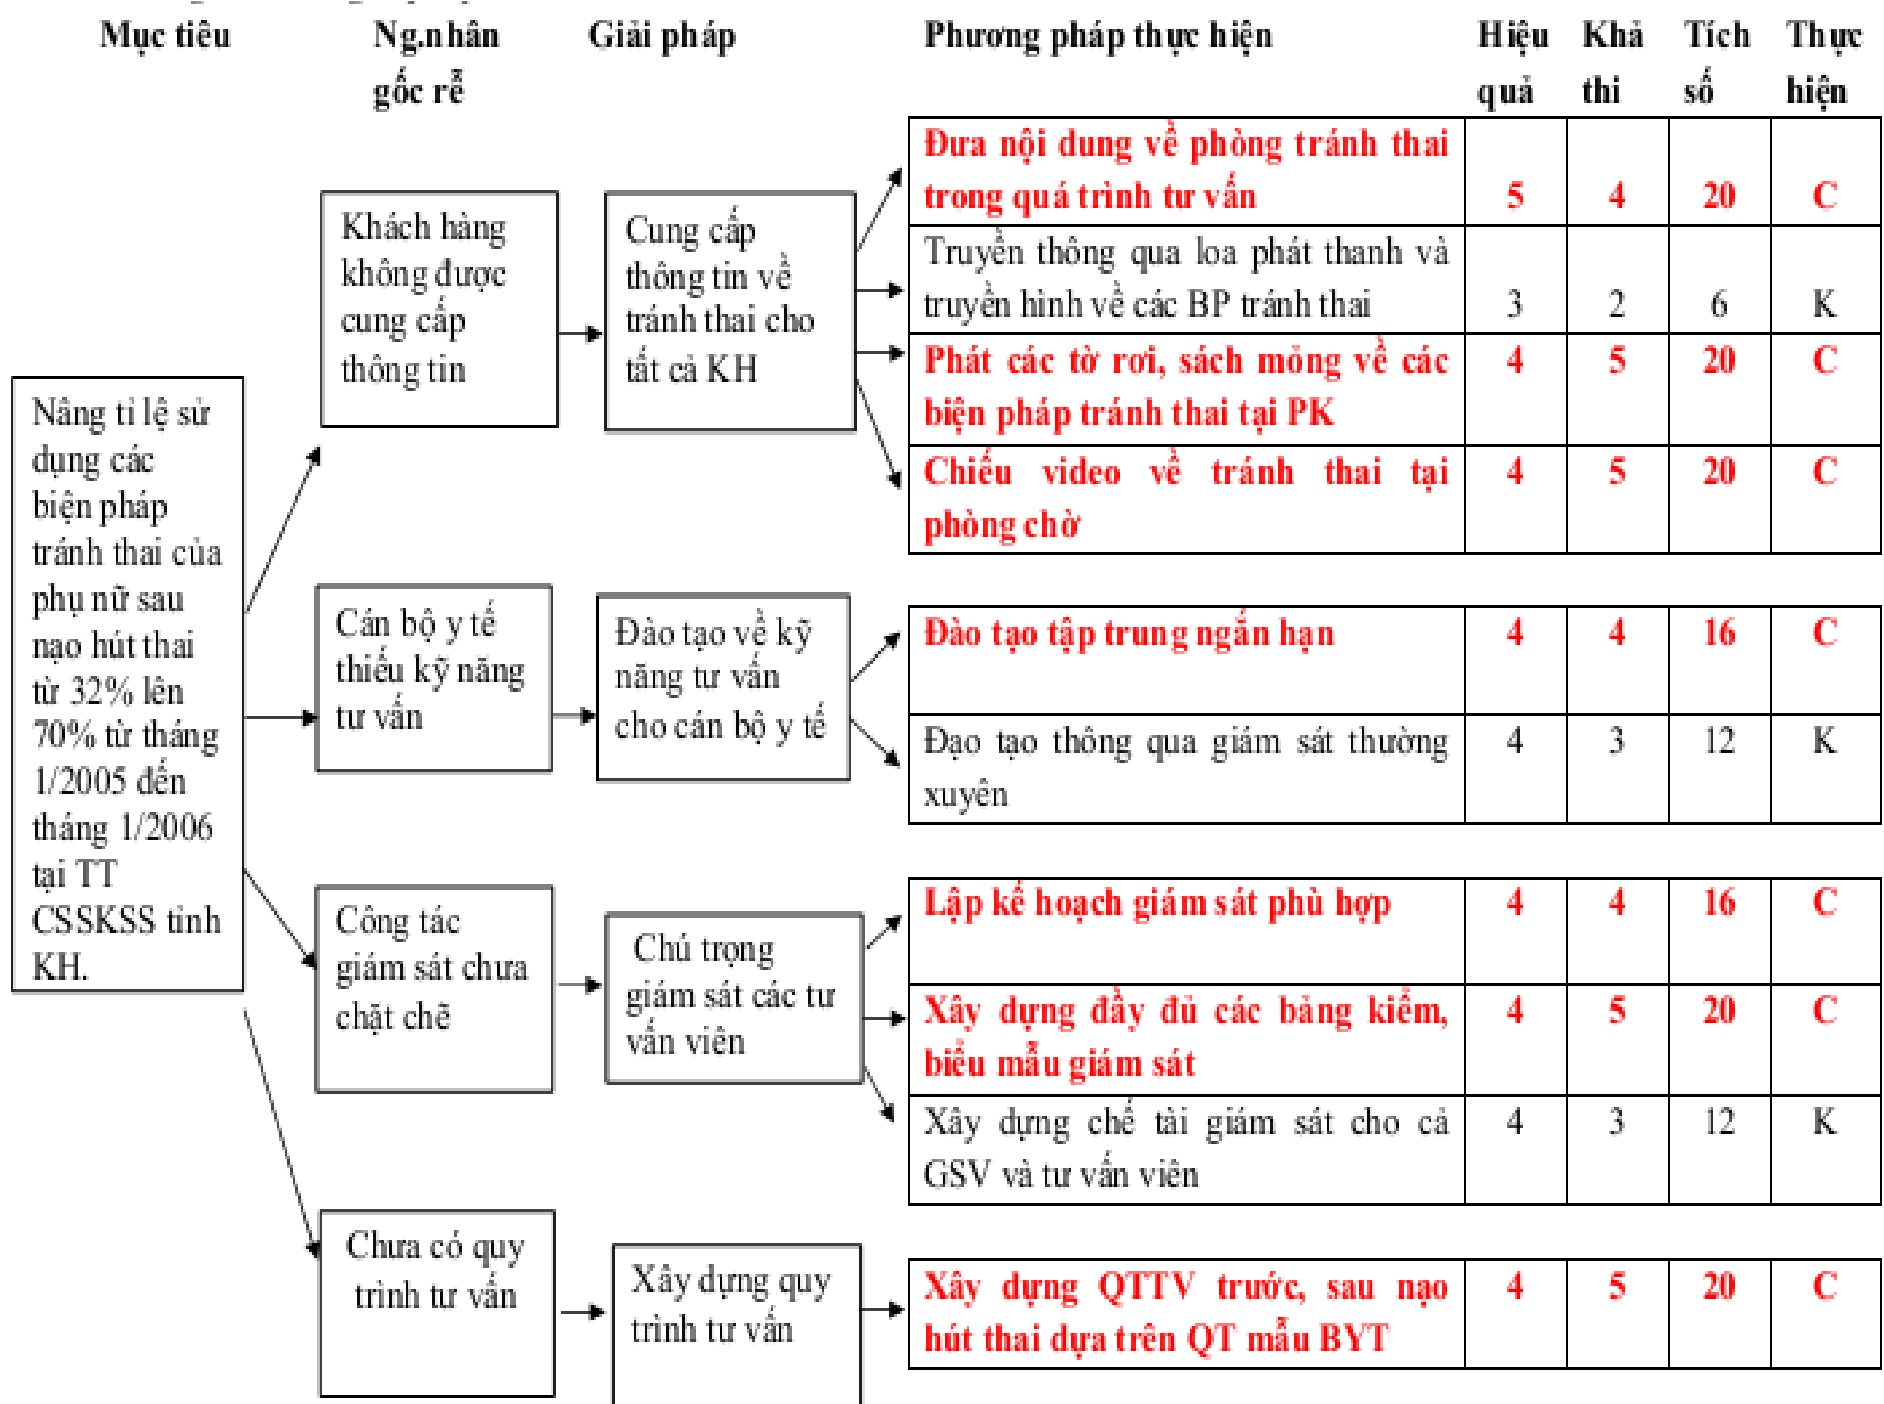 Mục tiêu
Ng.nhân
gốc rễ
Giải pháp
Phương pháp thực hiện
Hiệu
quả
Khả
thi
Tích
số
Thực
hiện
Nâng tỉ lệ sử
dụng các
biện pháp
tránh thai của
phụ nữ sau
nạo hút thai
từ 32% lên
70% từ tháng
1/2005 đến
tháng 1/2006
tại TT
CSSKSS tỉnh
KH.
Khách hàng
không được
cung cấp
thông tin
Cung cấp
thông tin về
tránh thai cho
tất cả KH
Đưa nội dung về phòng tránh thai
trong quá trình tư vấn 5 4 20 C
Truyền thông qua loa phát thanh và
truyền hình về các BP tránh thai 3 2 6 K
Phát các tờ rơi, sách mỏng về các 4 5 20 C
biện pháp tránh thai tại PK
Chiếu video về tránh thai tại 4 5 20 C
phòng chờ
Cán bộ y tế
thiếu kỹ năng
tư vấn
Đào tạo về kỹ
năng tư vấn
cho cán bộ y tế
Đào tạo tập trung ngắn hạn 4 4 16 C
Đạo tạo thông qua giám sát thường 4 3 12 K
xuyên
Công tác
giám sát chưa
chặt chẽ
Chú trọng
giám sát các tư
vấn viên
Lập kế hoạch giám sát phù hợp 4 4 16 C
Xây dựng đầy đủ các bảng kiểm, 4 5 20 C
biểu mẫu giám sát
Xây dựng chế tài giám sát cho cả 4 3 12 K
GSV và tư vấn viên
Chưa có quy
trình tư vấn
Xây dựng quy
trình tư vấn
Xây dựng QTTV trước, sau nạo 4 5 20 C
hút thai dựa trên QT mẫu BYT